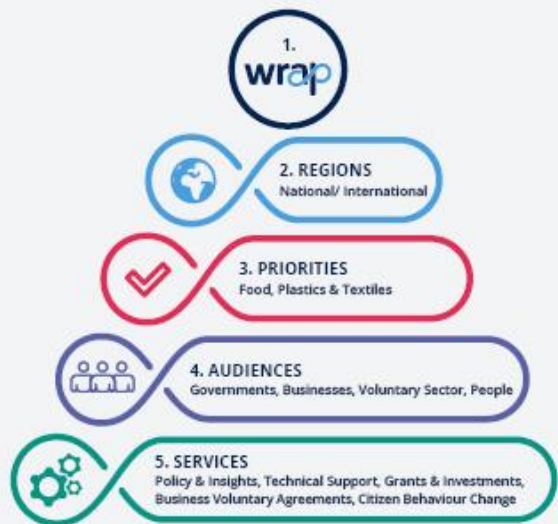 1.
wrap
2. REGIONS
National/ International
3. PRIORITIES
Food, Plastics & Textiles
4. AUDIENCES
Governments, Businesses, Voluntary Sector, People
5. SERVICES
Policy & Insights, Technical Support, Grants & Investments,
Business Voluntary Agreements, Citizen Behaviour Change